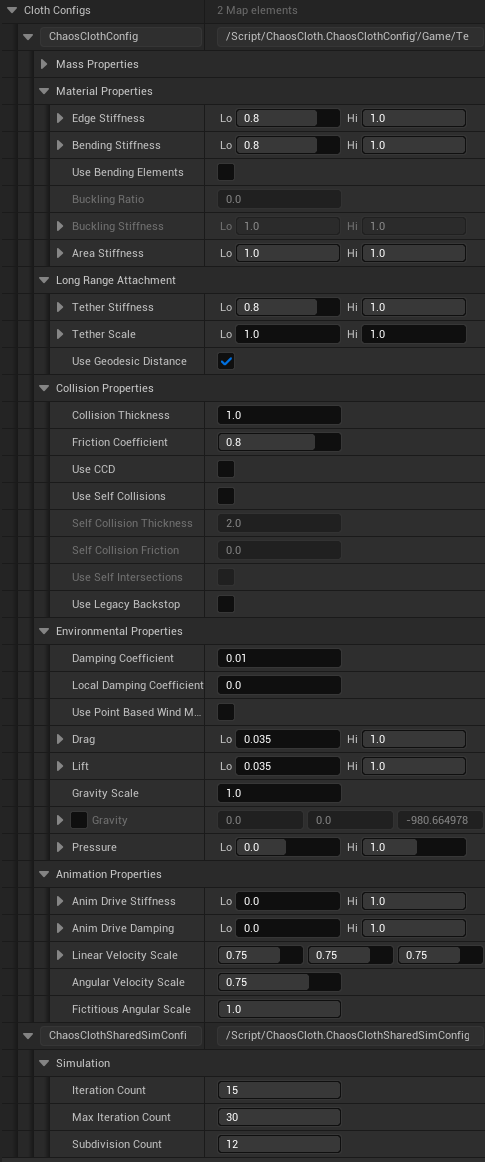 Cloth Configs 2 Map elements
ChaosClothConfig /Script/ChaosCloth.ChaosClothConfig'/Game/Te
Mass Properties
Material Properties
Edge Stiffness Lo 0.8 Hi 1.0
Bending Stiffness Lo 0.8 Hi 1.0
Use Bending Elements
Buckling Ratio 0.0
Buckling Stiffness Lo 1.0 Hi 1.0
Area Stiffness Lo 1.0 Hi 1.0
Long Range Attachment
Tether Stiffness Lo 0.8 Hi 1.0
Tether Scale Lo 1.0 Hi 1.0
Use Geodesic Distance
Collision Properties
Collision Thickness 1.0
Friction Coefficient 0.8
Use CCD
Use Self Collisions
Self Collision Thickness 2.0
Self Collision Friction 0.0
Use Self Intersections
Use Legacy Backstop
Environmental Properties
Damping Coefficient 0.01
Local Damping Coefficient 0.0
Use Point Based Wind M...
Drag Lo 0.035 Hi 1.0
Lift Lo 0.035 Hi 1.0
Gravity Scale 1.0
Gravity 0.0 0.0 -980.664978
Pressure Lo 0.0 Hi 1.0
Animation Properties
Anim Drive Stiffness Lo 0.0 Hi 1.0
Anim Drive Damping Lo 0.0 Hi 1.0
Linear Velocity Scale 0.75 0.75 0.75
Angular Velocity Scale 0.75
Fictitious Angular Scale 1.0
ChaosClothSharedSimConfi /Script/ChaosCloth.ChaosClothSharedSimConfig
Simulation
Iteration Count 15
Max Iteration Count 30
Subdivision Count 12